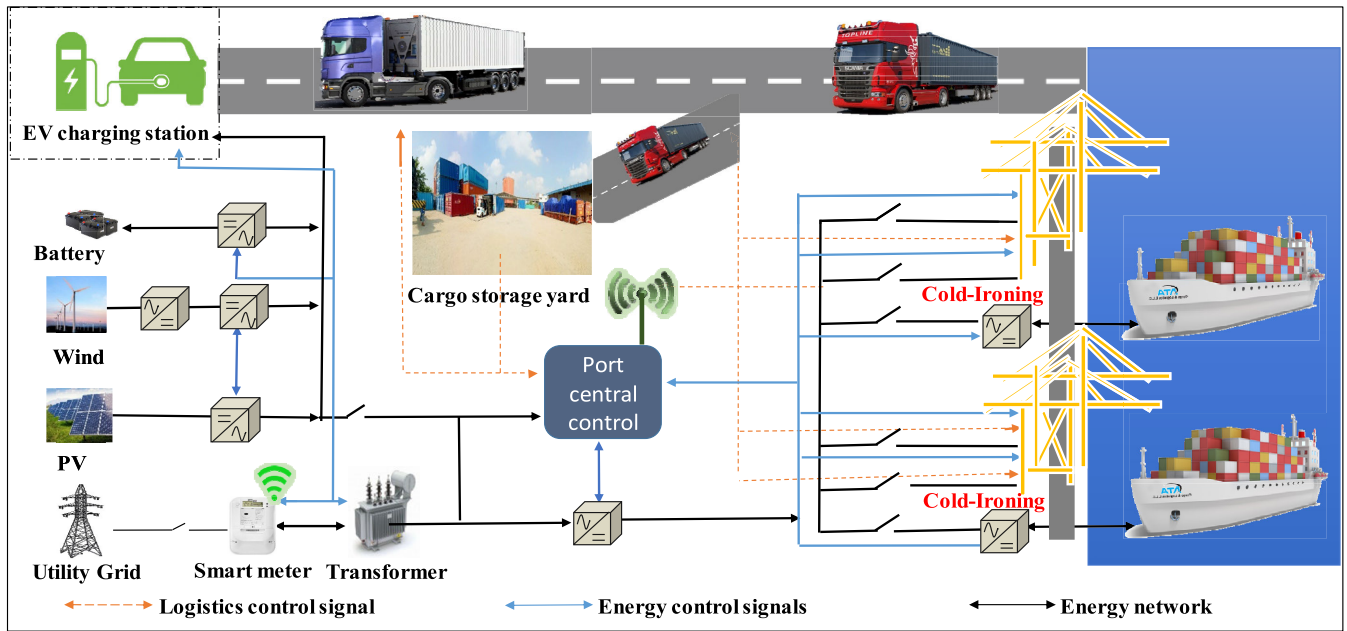 TOPLINE
EV charging station
Battery
Cargo storage yard
Cold-Ironing
Wind
Port
central
control
PV
Cold-Ironing
Utility Grid
Smart meter
Transformer
Logistics control signal
Energy control signals
Energy network